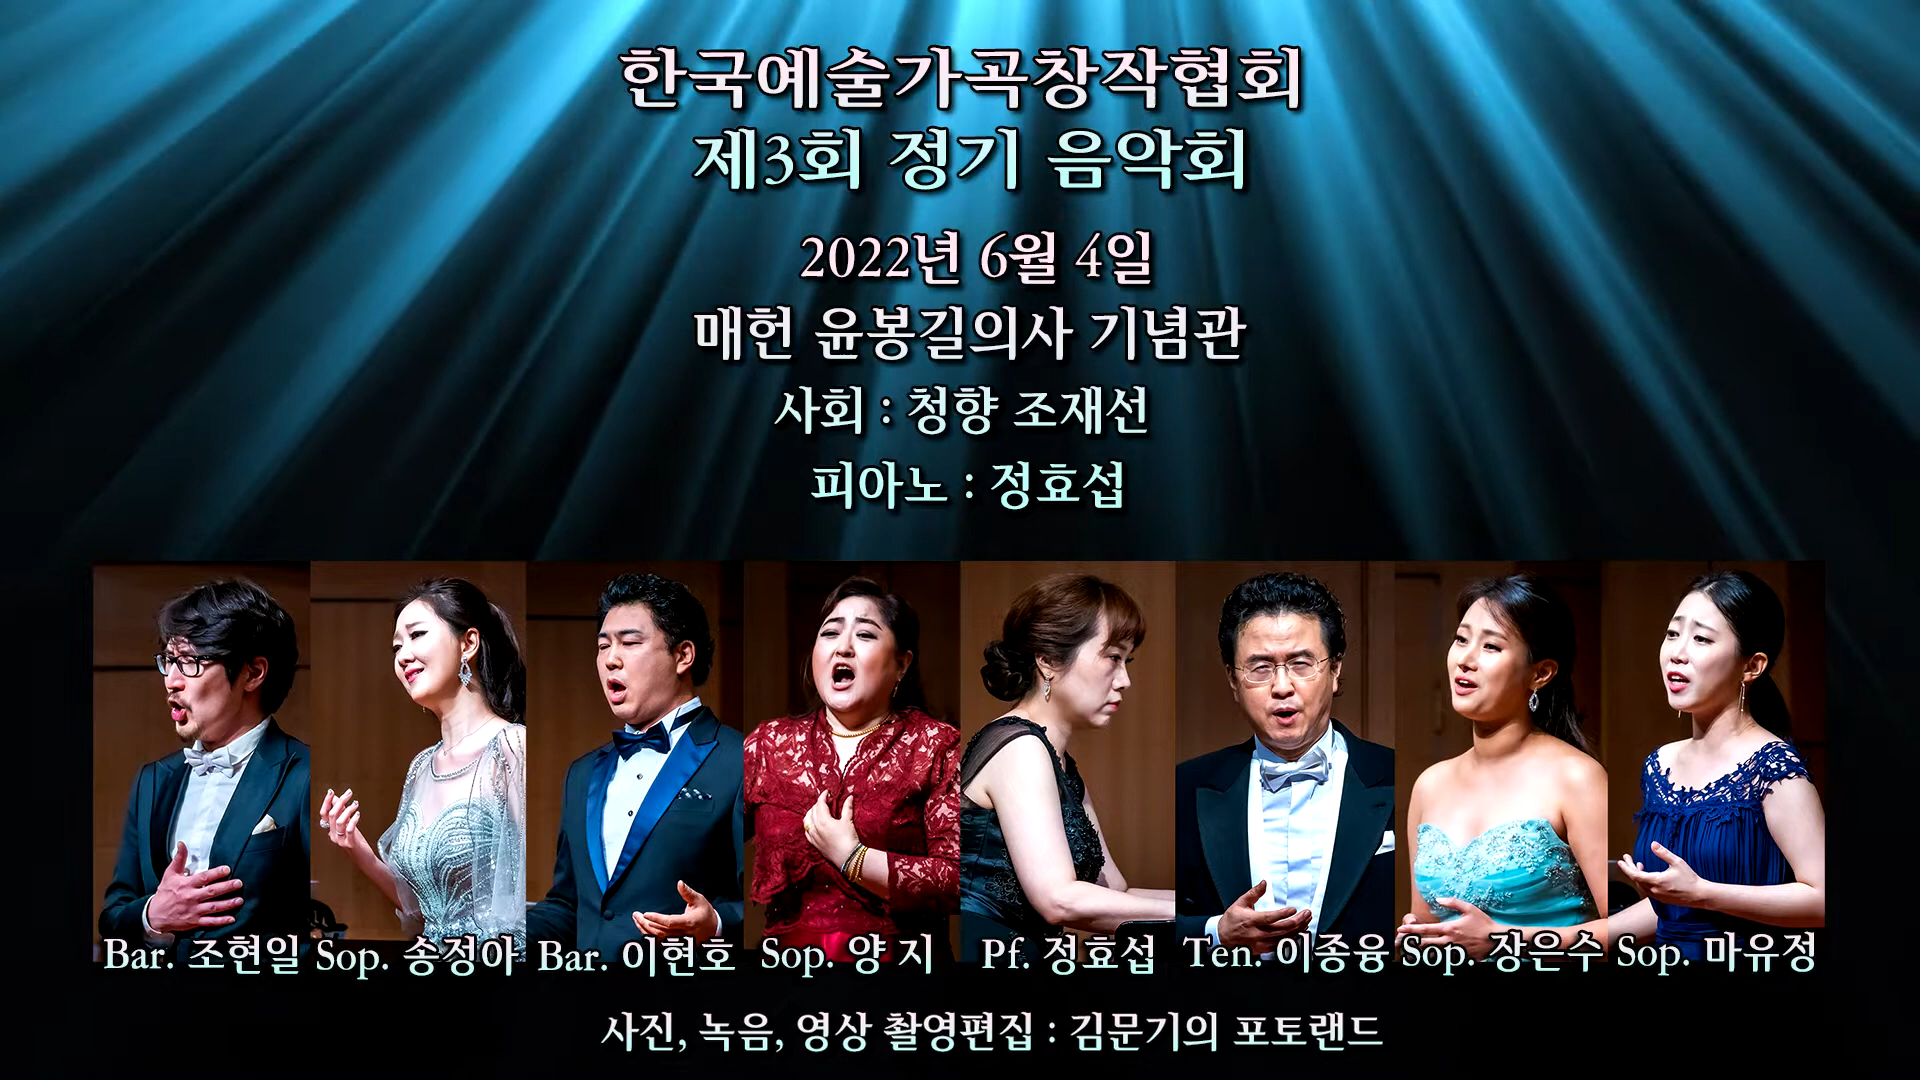 한국예술가곡창작협회
제3회 정기 음악회
2022년 6월 4일
매헌 윤봉길의사 기념관
사회 : 청향 조재선
피아노 : 정효섭
Bar. 조현일 Sop. 송정아 Bar. 이현호 Sop. 양 지 Pf. 정효섭 Ten. 이종융 Sop. 장은수 Sop. 마유정
사진, 녹음, 영상 촬영편집 : 김문기의 포토랜드